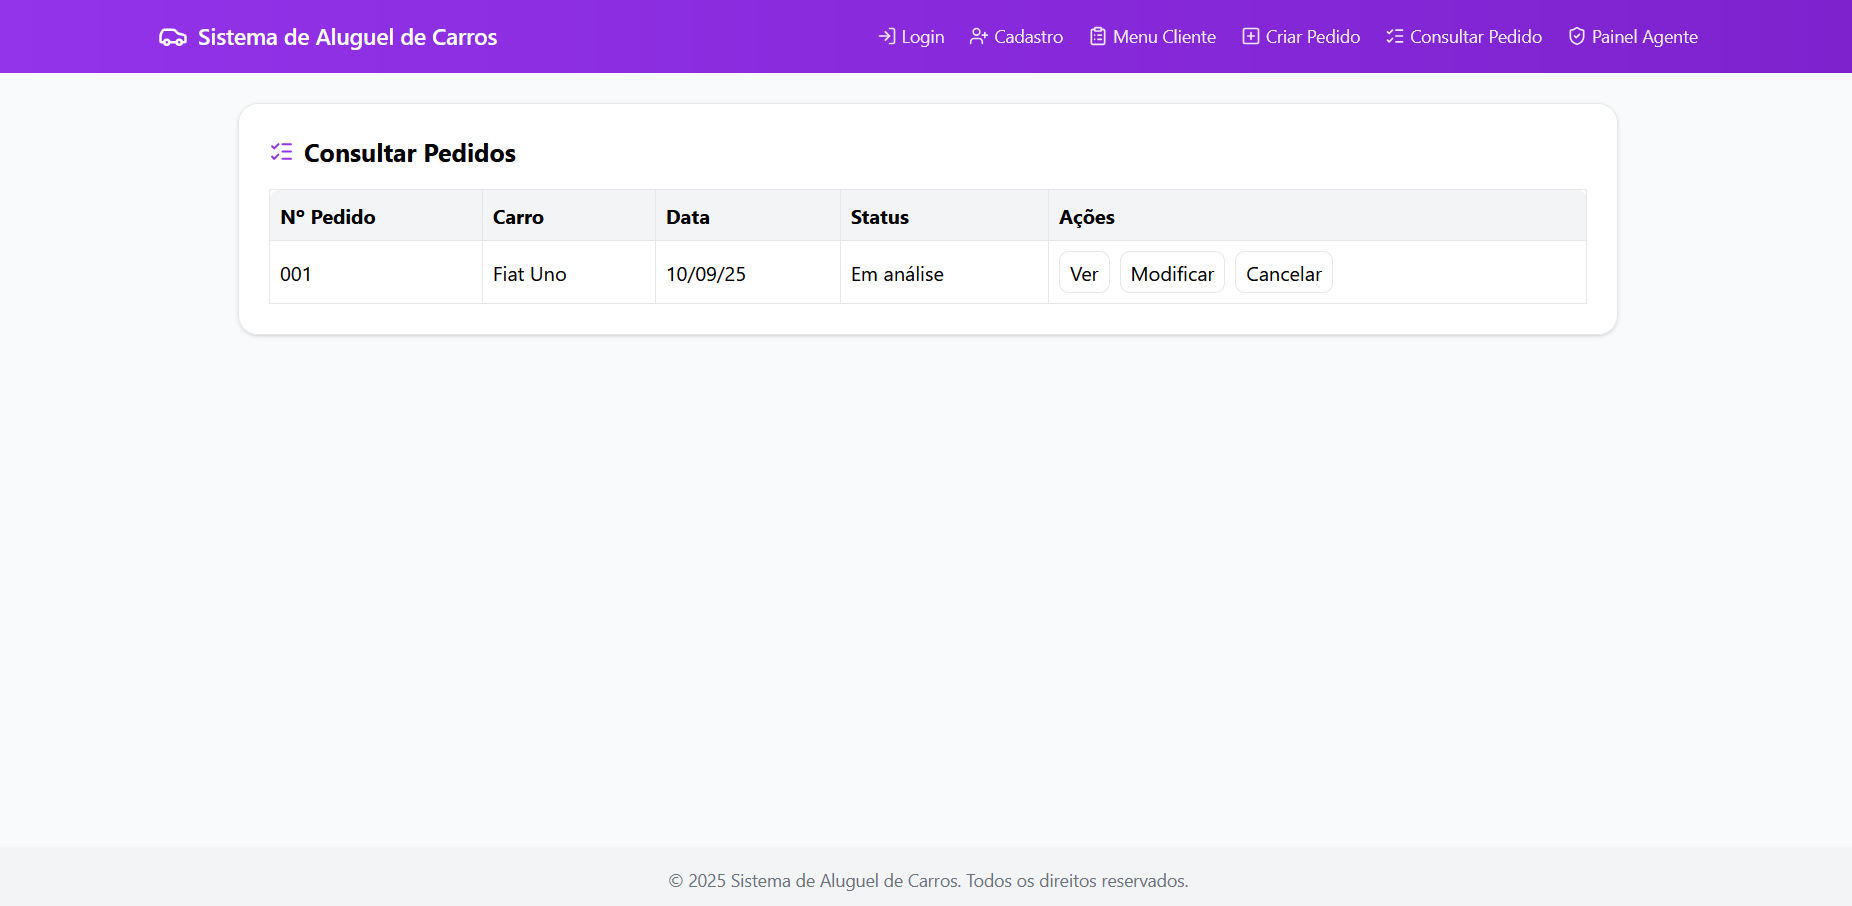 Sistema de Aluguel de Carros Login Cadastro Menu Cliente Criar Pedido Consultar Pedido Painel Agente
Consultar Pedidos
Nº Pedido Carro Data Status Ações
001 Fiat Uno 10/09/25 Em análise Ver Modificar Cancelar
© 2025 Sistema de Aluguel de Carros. Todos os direitos reservados.